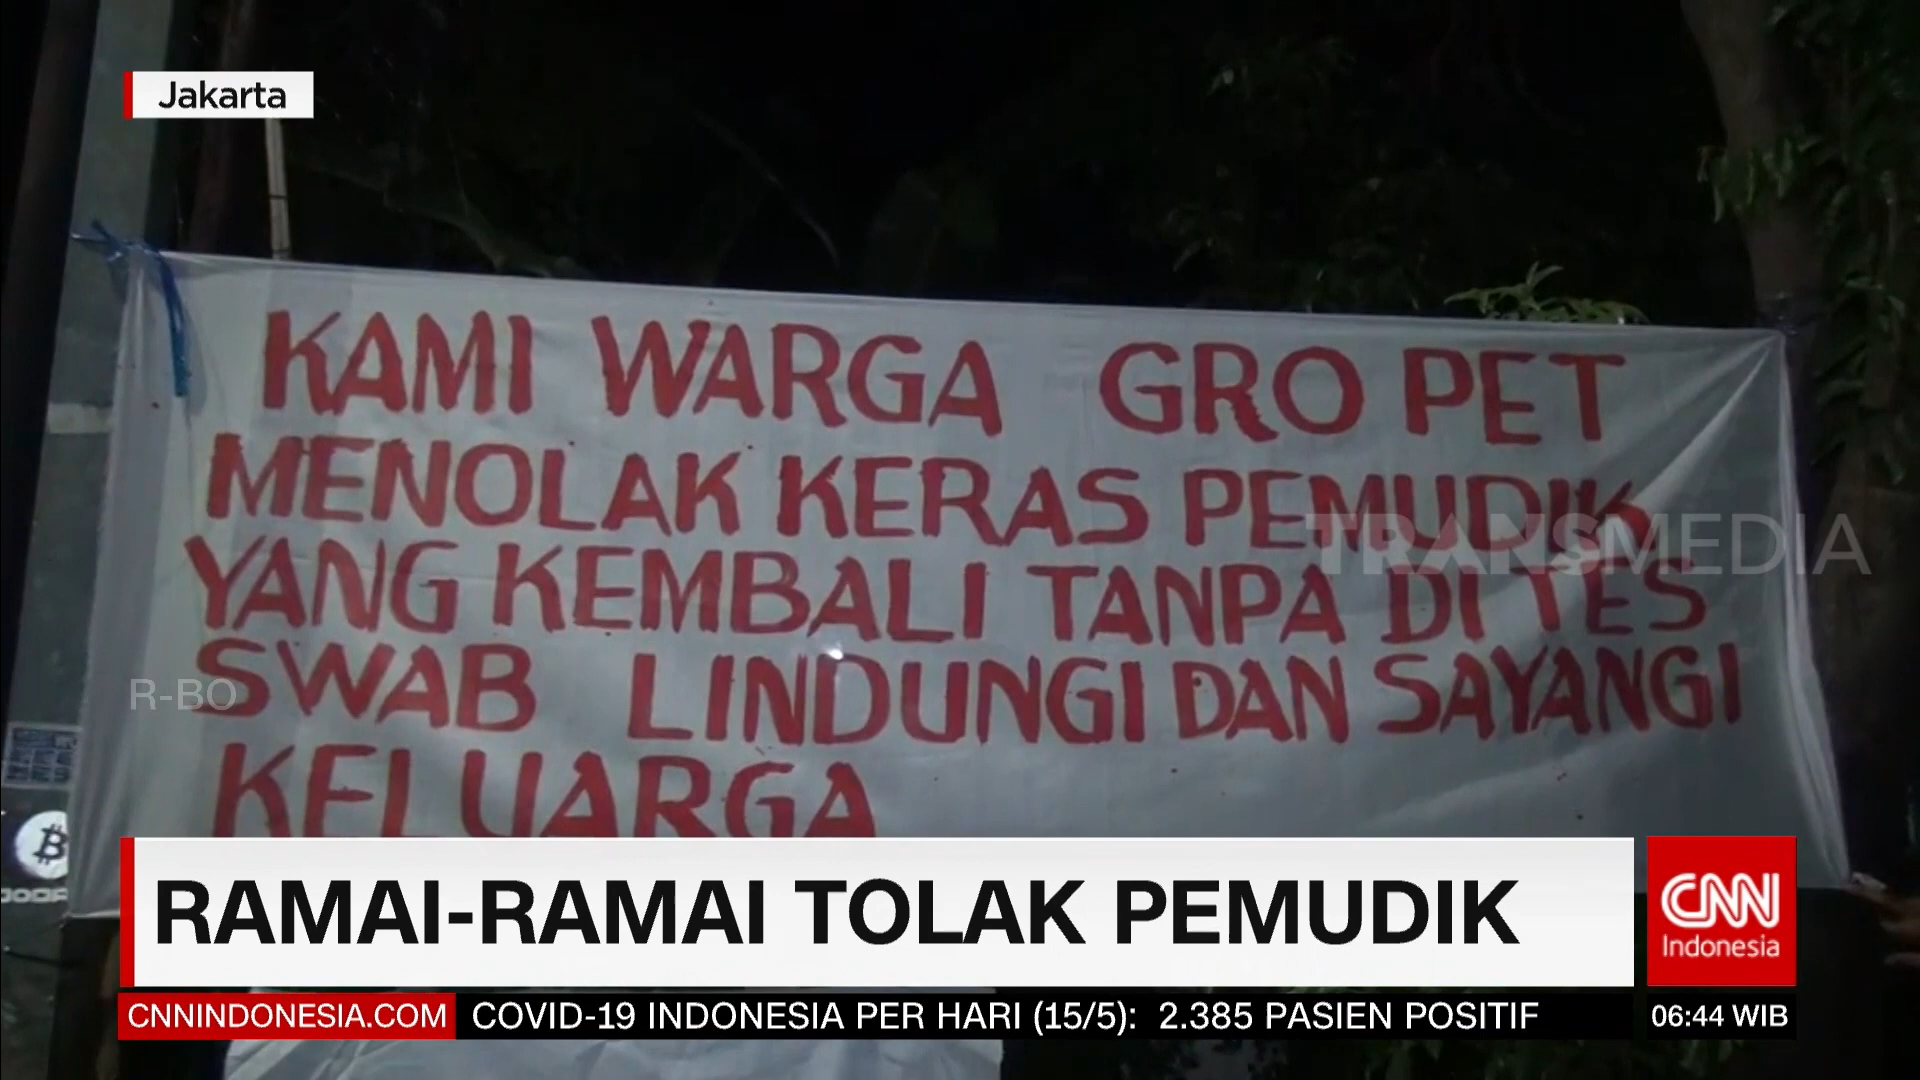 Jakarta
KAMI WARGA GRO PET
MENOLAK KERAS PEMUDIK
TRANSMEDIA
YANG KEMBALI TANPA DI TES
SWAB LINDUNGI DAN SAYANGI
R-BO
KELUARGA
RAMAI-RAMAI TOLAK PEMUDIK
CNN
Indonesia
CNNINDONESIA.COM COVID-19 INDONESIA PER HARI (15/5): 2.385 PASIEN POSITIF 06:44 WIB